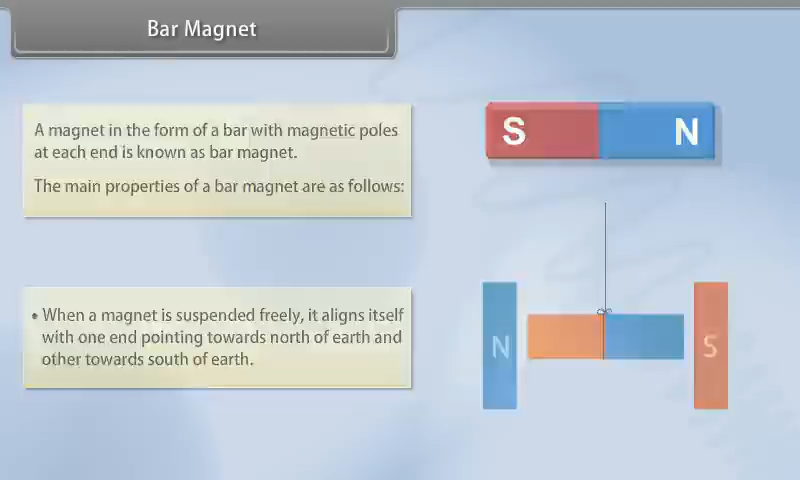 Bar Magnet
A magnet in the form of a bar with magnetic poles
at each end is known as bar magnet.
The main properties of a bar magnet are as follows:
S N
• When a magnet is suspended freely, it aligns itself
with one end pointing towards north of earth and
other towards south of earth.
N S